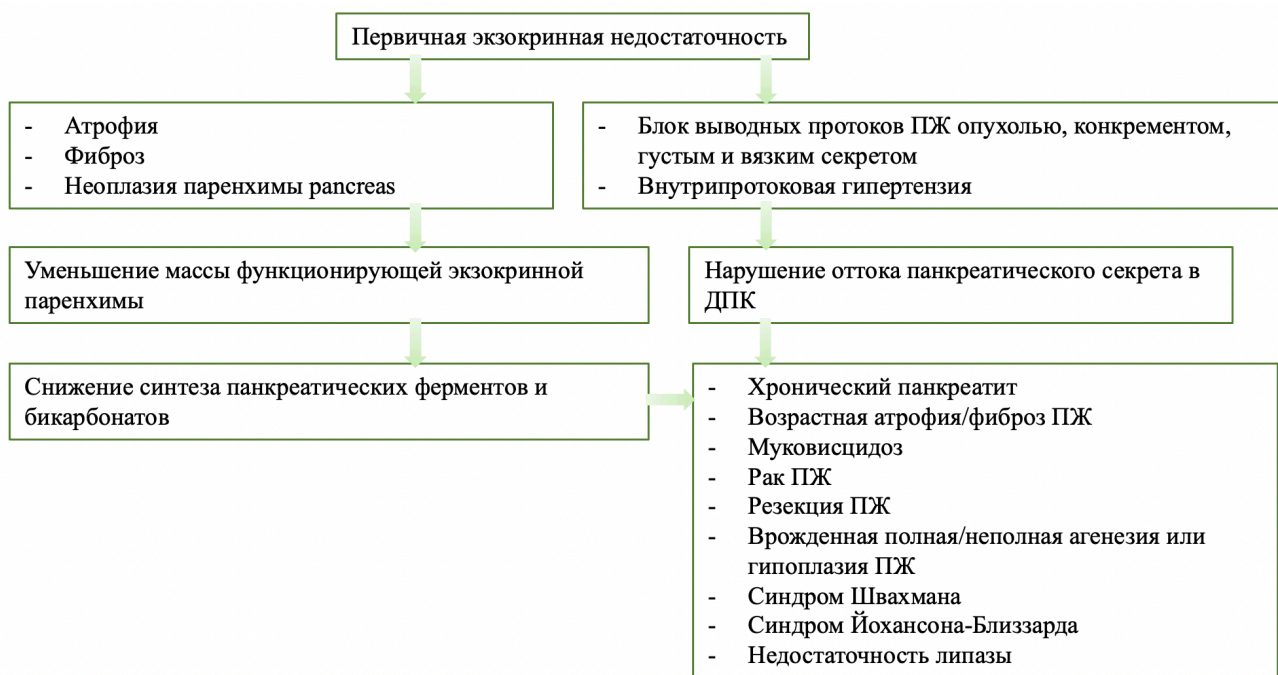 Первичная экзокринная недостаточность
- Атрофия
- Фиброз
- Неоплазия паренхимы pancreas
- Блок выводных протоков ПЖ опухолью, конкрементом,
густым и вязким секретом
- Внутрипротоковая гипертензия
Уменьшение массы функционирующей экзокринной
паренхимы
Нарушение оттока панкреатического секрета в
ДПК
Снижение синтеза панкреатических ферментов и
бикарбонатов
- Хронический панкреатит
- Возрастная атрофия/фиброз ПЖ
- Муковисцидоз
- Рак ПЖ
- Резекция ПЖ
- Врожденная полная/неполная агенезия или
гипоплазия ПЖ
- Синдром Швахмана
- Синдром Йохансона-Близзарда
- Недостаточность липазы